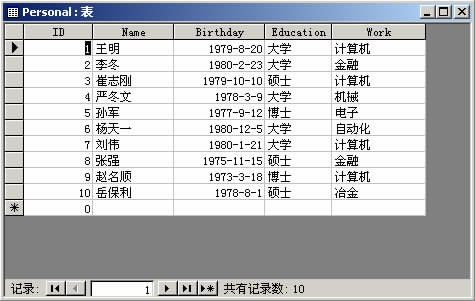 Personal : 表
ID Name Birthday Education Work
1 王明 1979-8-20 大学 计算机
2 李冬 1980-2-23 大学 金融
3 崔志刚 1979-10-10 硕士 计算机
4 严冬文 1978-3-9 大学 机械
5 孙军 1977-9-12 博士 电子
6 杨天一 1980-12-5 大学 自动化
7 刘伟 1980-1-21 大学 计算机
8 张强 1975-11-15 硕士 金融
9 赵名顺 1973-3-18 博士 计算机
10 岳保利 1978-8-1 硕士 冶金
0
记录: 1 共有记录数: 10